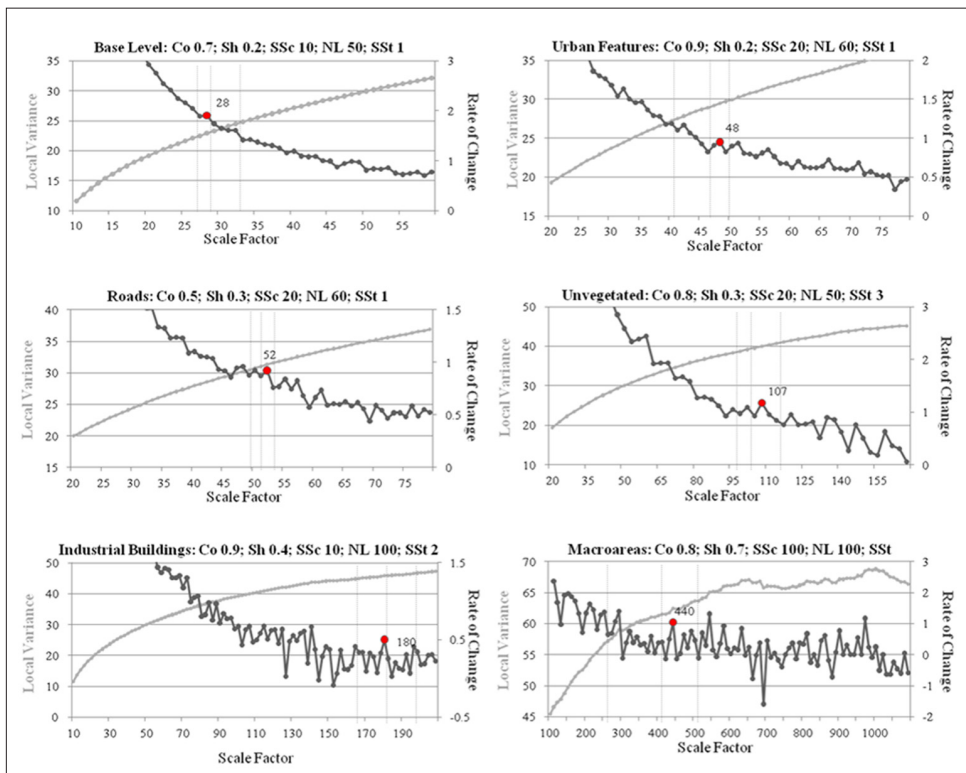 Base Level: Co 0.7; Sh 0.2; SSc 10; NL 50; SSt 1
Local Variance
35
30
25
20
15
10
28
3
2
1
0
Rate of Change
10 15 20 25 30 35 40 45 50 55
Scale Factor
Urban Features: Co 0.9; Sh 0.2; SSc 20; NL 60; SSt 1
Local Variance
35
30
25
20
15
48
2
1.5
1
0.5
0
Rate of Change
20 25 30 35 40 45 50 55 60 65 70 75
Scale Factor
Roads: Co 0.5; Sh 0.3; SSc 20; NL 60; SSt 1
Local Variance
40
35
30
25
20
15
52
1.5
1
0.5
0
Rate of Change
20 25 30 35 40 45 50 55 60 65 70 75
Scale Factor
Unvegetated: Co 0.8; Sh 0.3; SSc 20; NL 50; SSt 3
Local Variance
50
40
30
20
10
107
3
2
1
0
Rate of Change
20 35 50 65 80 95 110 125 140 155
Scale Factor
Industrial Buildings: Co 0.9; Sh 0.4; SSc 10; NL 100; SSt 2
Local Variance
50
40
30
20
10
0
180
1.5
0.5
-0.5
Rate of Change
10 30 50 70 90 110 130 150 170 190
Scale Factor
Macroareas: Co 0.8; Sh 0.7; SSc 100; NL 100; SSt
Local Variance
70
65
60
55
50
45
440
3
2
1
0
-1
-2
Rate of Change
100 200 300 400 500 600 700 800 900 1000
Scale Factor